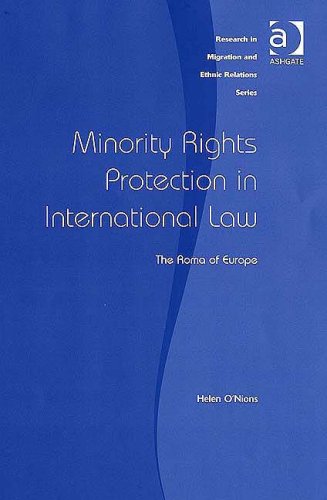 Research in
Migration and
Ethnic Relations
Series
a
ASHGATE
Minority Rights
Protection in
International Law
The Roma of Europe
Helen O'Nions